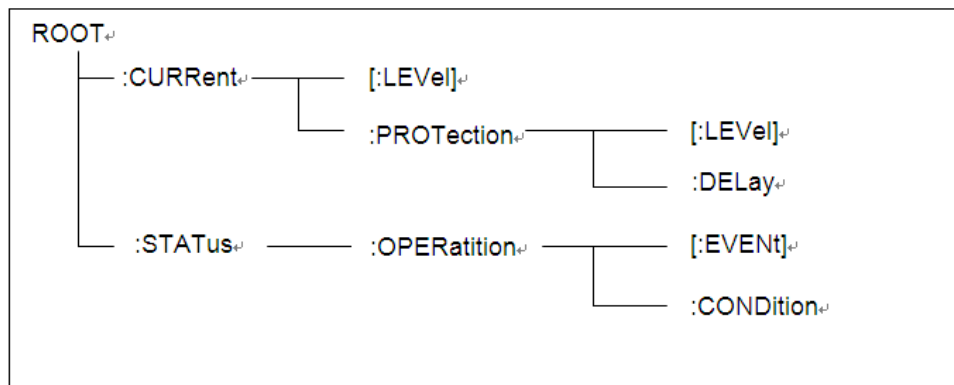 ROOT↵
:CURRent↵ [:LEVel]↵
:PROTection↵ [:LEVel]↵
:DELay↵
:STATus↵ :OPERatition↵ [:EVENt]↵
:CONDition↵